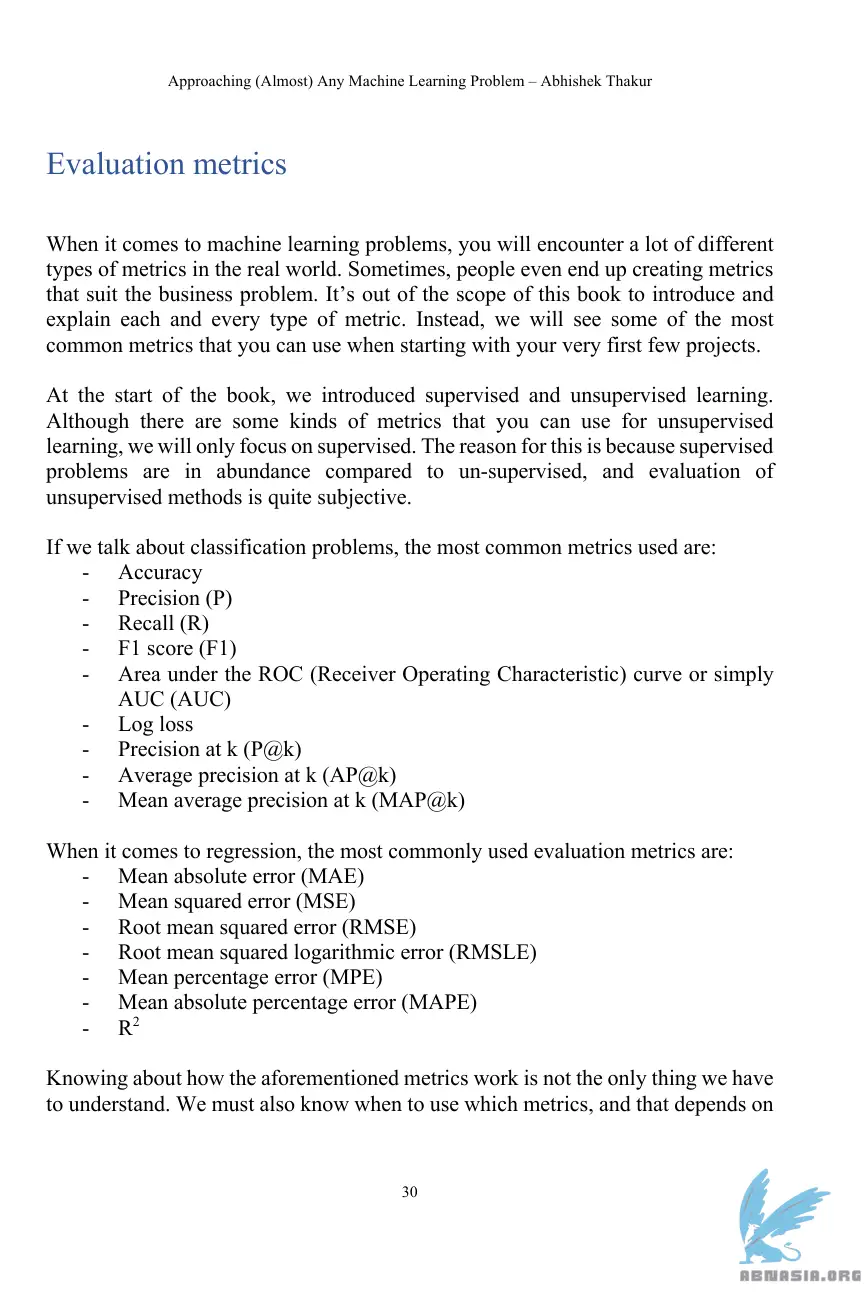 Approaching (Almost) Any Machine Learning Problem – Abhishek Thakur
Evaluation metrics
When it comes to machine learning problems, you will encounter a lot of different
types of metrics in the real world. Sometimes, people even end up creating metrics
that suit the business problem. It’s out of the scope of this book to introduce and
explain each and every type of metric. Instead, we will see some of the most
common metrics that you can use when starting with your very first few projects.
At the start of the book, we introduced supervised and unsupervised learning.
Although there are some kinds of metrics that you can use for unsupervised
learning, we will only focus on supervised. The reason for this is because supervised
problems are in abundance compared to un-supervised, and evaluation of
unsupervised methods is quite subjective.
If we talk about classification problems, the most common metrics used are:
- Accuracy
- Precision (P)
- Recall (R)
- F1 score (F1)
- Area under the ROC (Receiver Operating Characteristic) curve or simply
AUC (AUC)
- Log loss
- Precision at k (P@k)
- Average precision at k (AP@k)
- Mean average precision at k (MAP@k)
When it comes to regression, the most commonly used evaluation metrics are:
- Mean absolute error (MAE)
- Mean squared error (MSE)
- Root mean squared error (RMSE)
- Root mean squared logarithmic error (RMSLE)
- Mean percentage error (MPE)
- Mean absolute percentage error (MAPE)
- R²
Knowing about how the aforementioned metrics work is not the only thing we have
to understand. We must also know when to use which metrics, and that depends on
30
ABNASIA.ORG